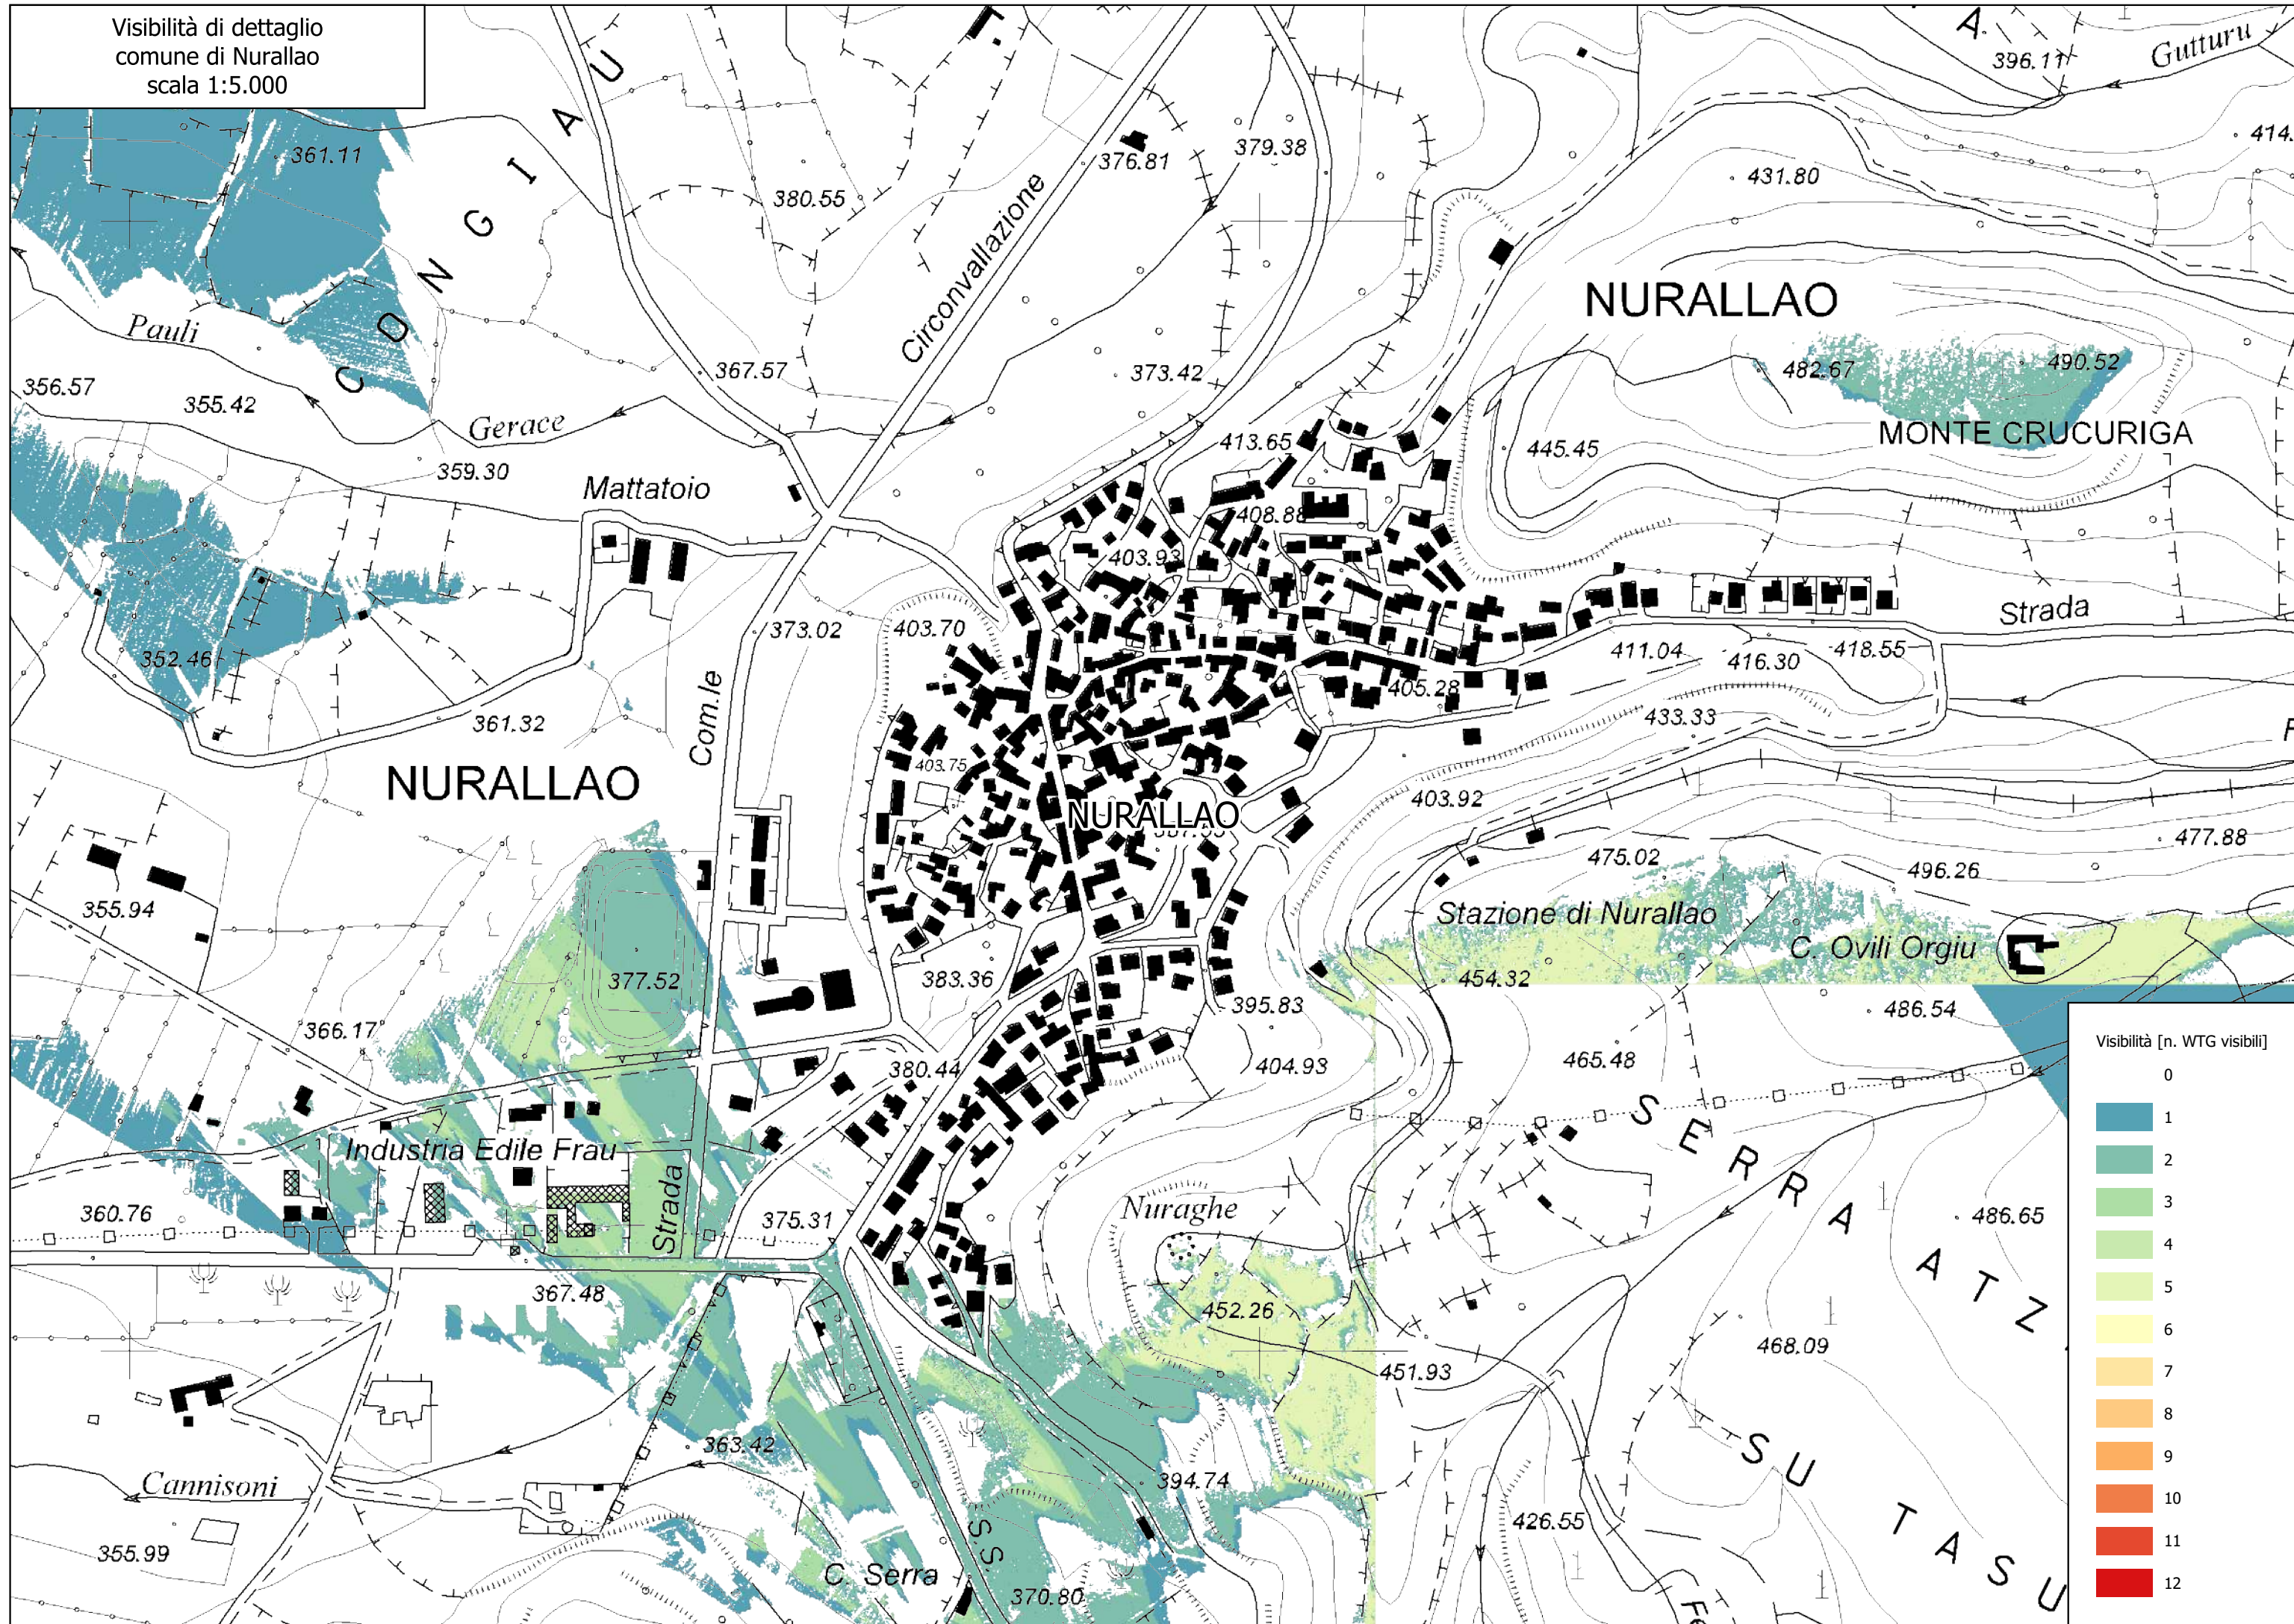 Visibilità di dettaglio
comune di Nurallao
scala 1:5.000
A.
396.11
Gutturu
414.
361.11
CONGIAU
380.55
376.81
379.38
431.80
Circonvallazione
NURALLAO
Pauli
356.57
355.42
Gerace
367.57
373.42
482.67
490.52
MONTE CRUCURIGA
359.30
Mattatoio
413.65
445.45
408.88
403.93
373.02
403.70
Strada
352.46
411.04
416.30
418.55
405.28
361.32
Com.le
433.33
NURALLAO
403.75
403.92
NURALLAO
477.88
475.02
496.26
355.94
Stazione di Nurallao
C. Ovili Orgiu
377.52
383.36
454.32
395.83
486.54
366.17
380.44
404.93
465.48
Industria Edile Frau
SERRA ATZ
Strada
360.76
375.31
Nuraghe
486.65
367.48
452.26
468.09
451.93
363.42
SU TASU
Cannisoni
394.74
426.55
S.S.
355.99
C. Serra
370.80
Visibilità [n. WTG visibili]
0
1
2
3
4
5
6
7
8
9
10
11
12